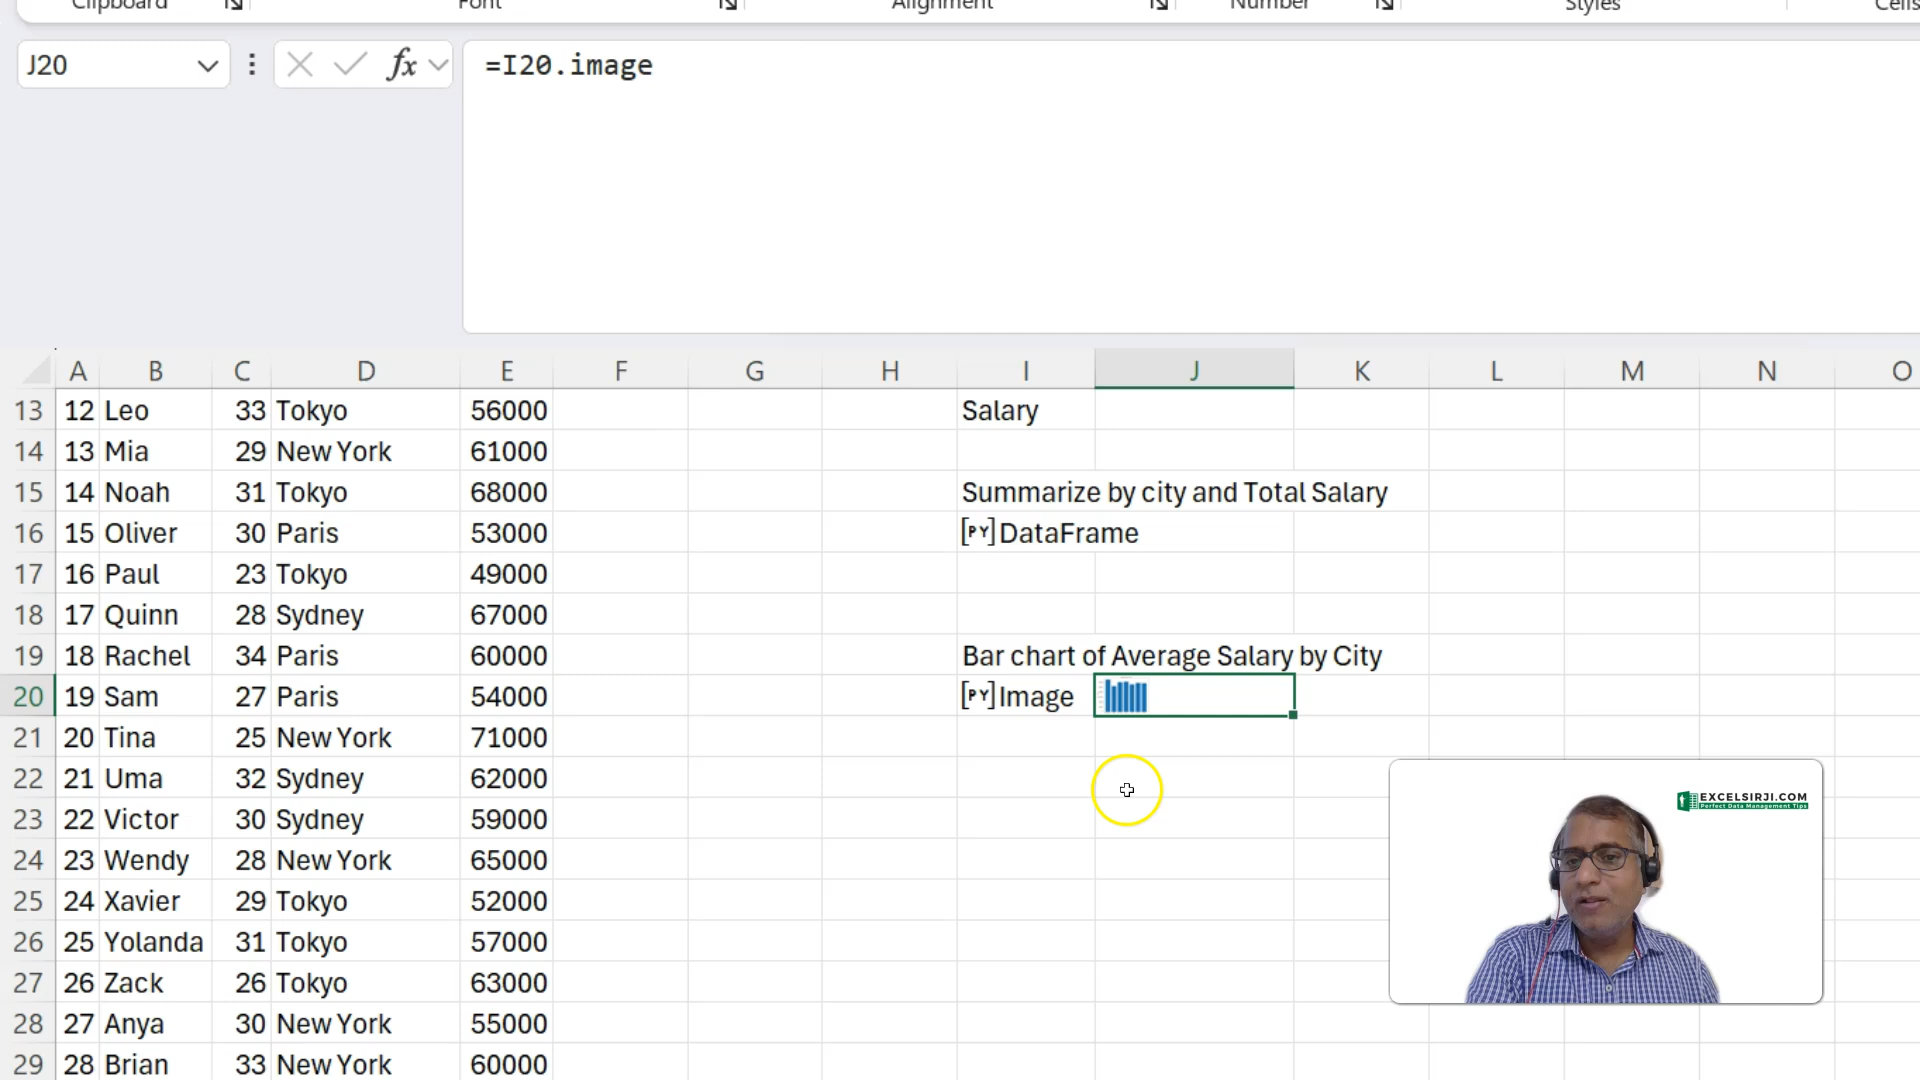 Clipboard Font Alignment Number Styles Cells
J20 fx =I20.image
A B C D E F G H I J K L M N O
13 12 Leo 33 Tokyo 56000 Salary
14 13 Mia 29 New York 61000
15 14 Noah 31 Tokyo 68000 Summarize by city and Total Salary
16 15 Oliver 30 Paris 53000 [PY]DataFrame
17 16 Paul 23 Tokyo 49000
18 17 Quinn 28 Sydney 67000
19 18 Rachel 34 Paris 60000 Bar chart of Average Salary by City
20 19 Sam 27 Paris 54000 [PY]Image
21 20 Tina 25 New York 71000
22 21 Uma 32 Sydney 62000
23 22 Victor 30 Sydney 59000
24 23 Wendy 28 New York 65000
25 24 Xavier 29 Tokyo 52000
26 25 Yolanda 31 Tokyo 57000
27 26 Zack 26 Tokyo 63000
28 27 Anya 30 New York 55000
29 28 Brian 33 New York 60000
EXCELSIRJI.COM
Perfect Data Management Tips